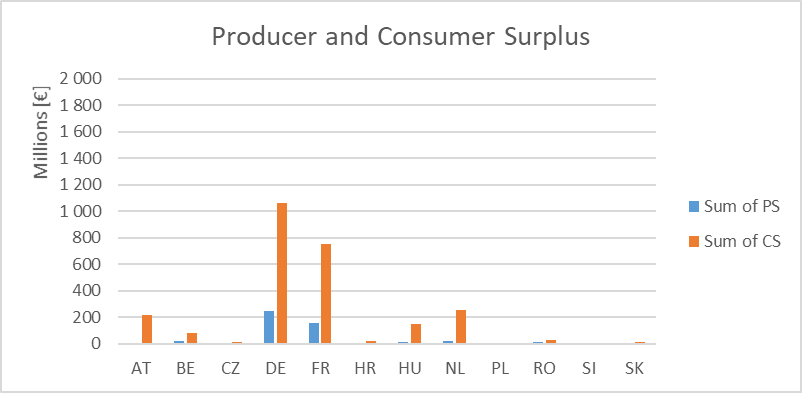 Producer and Consumer Surplus
Millions [€]
2 000
1 800
1 600
1 400
1 200
1 000
800
600
400
200
0
AT BE CZ DE FR HR HU NL PL RO SI SK
Sum of PS
Sum of CS